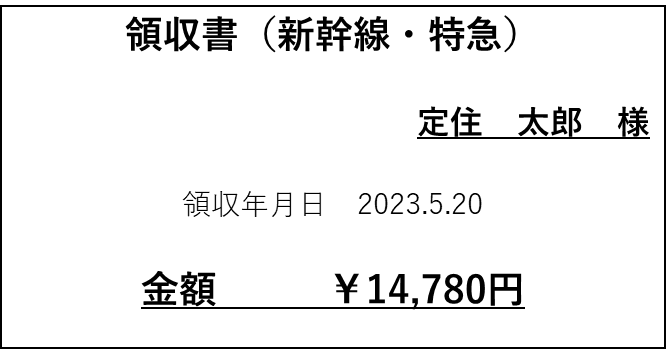 領収書（新幹線・特急）
定住　太郎　様
領収年月日　2023.5.20
金額　　　￥14,780円